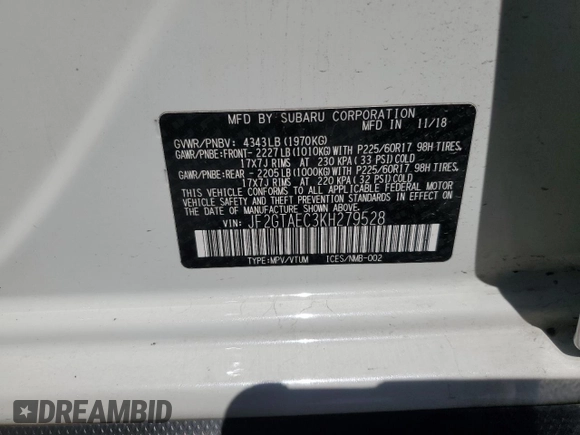 MFD BY SUBARU CORPORATION
MFD IN 11/18
GVWR/PNBV: 4343LB (1970KG)
GAWR/PNBE:FRONT- 2227LB (1010KG) WITH P225/60R17 98H TIRES,
17X7J RIMS AT 230 KPA (33 PSI) COLD
GAWR/PNBE:REAR - 2205LB (1000KG) WITH P225/60R17 98H TIRES,
17X7J RIMS AT 220 KPA (32 PSI) COLD
THIS VEHICLE CONFORMS TO ALL APPLICABLE FEDERAL MOTOR
VEHICLE SAFETY AND THEFT PREVENTION STANDARDS IN EFFECT
ON THE DATE OF MANUFACTURE SHOWN ABOVE.
VIN: JF2GTAEC3KH279528
TYPE:MPV/VTUM ICES/NMB-002
DREAMBID